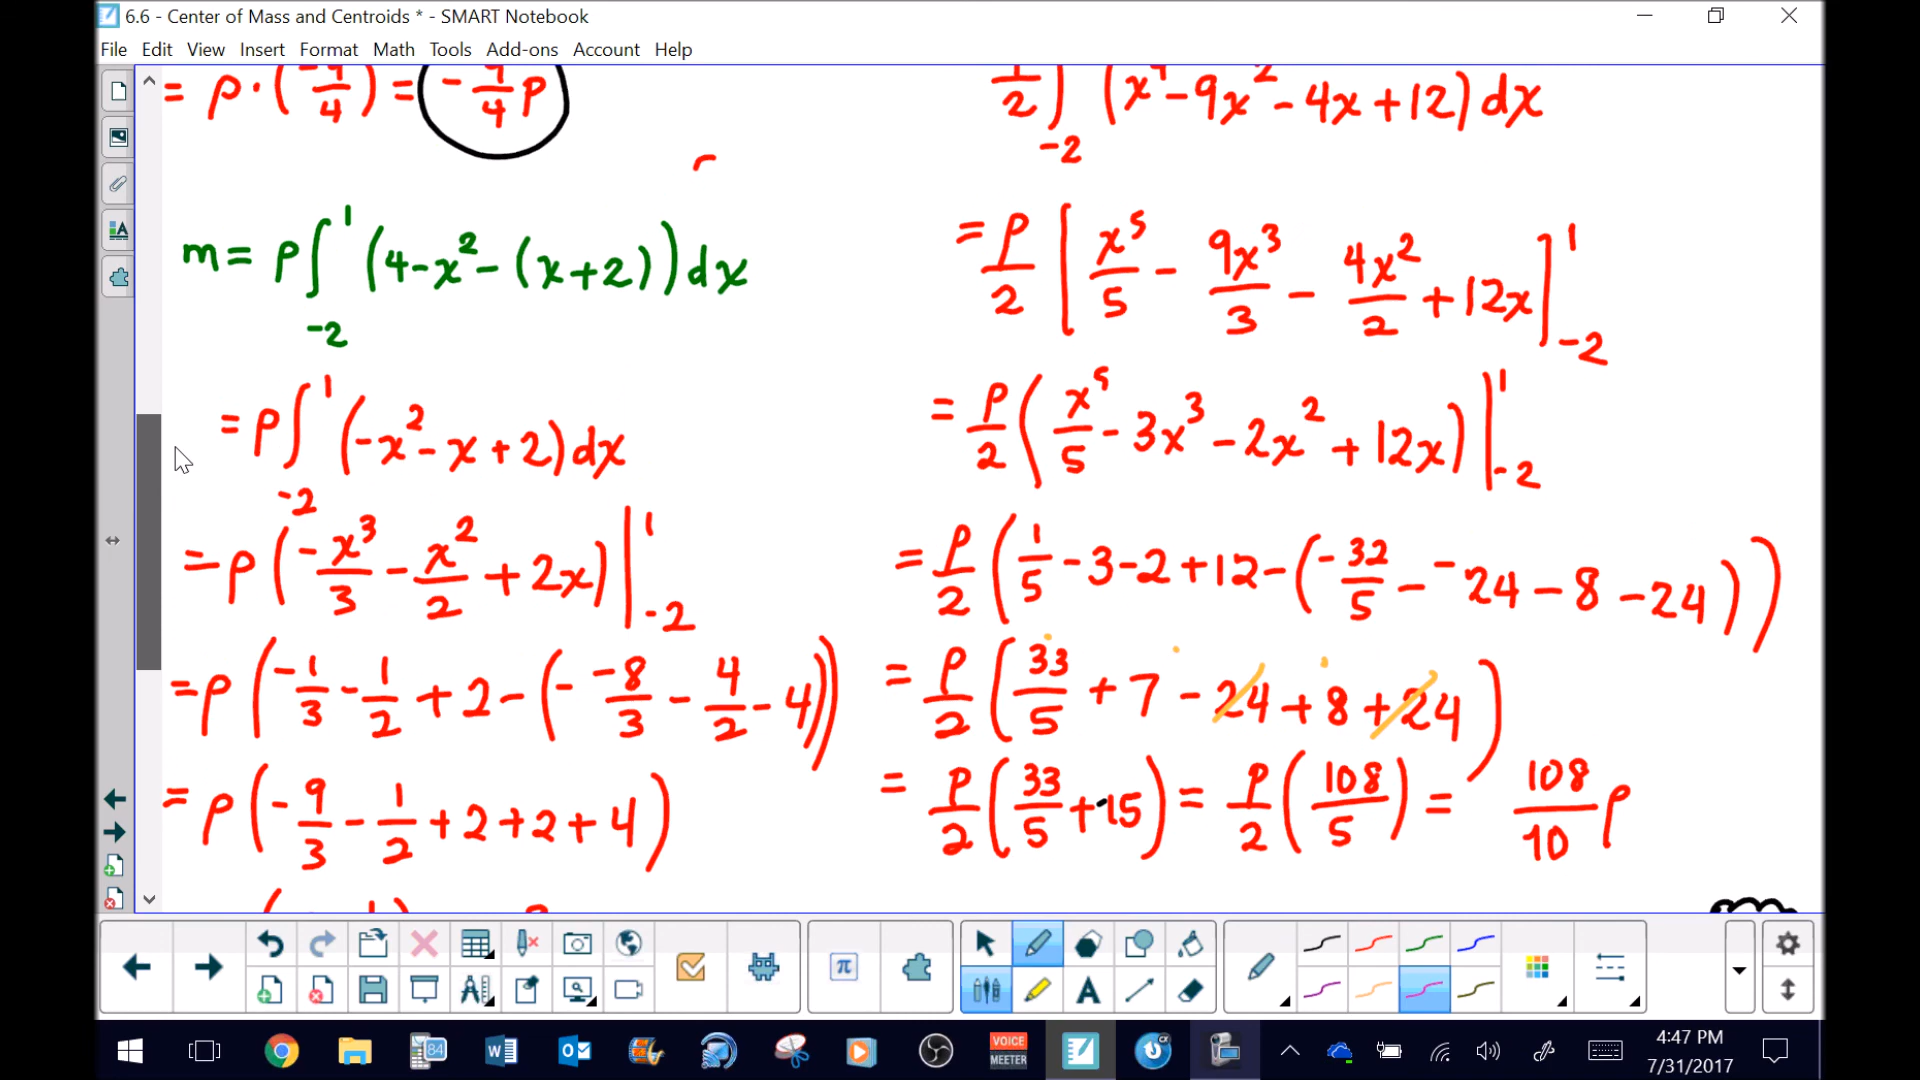 6.6 - Center of Mass and Centroids * - SMART Notebook
File Edit View Insert Format Math Tools Add-ons Account Help
= ρ·(-9/4) = -9/4 ρ
m = ρ∫_{-2}^{1} (4-x²-(x+2))dx
= ρ∫_{-2}^{1} (-x²-x+2)dx
= ρ(-x³/3 - x²/2 + 2x)|_{-2}^{1}
= ρ(-1/3 - 1/2 + 2 - (- -8/3 - 4/2 - 4))
= ρ(-9/3 - 1/2 + 2 + 2 + 4)
1/2 ∫_{-2} (x⁴-9x²-4x+12)dx
= ρ/2 [x⁵/5 - 9x³/3 - 4x²/2 + 12x]_{-2}^{1}
= ρ/2 (x⁵/5 - 3x³ - 2x² + 12x)|_{-2}^{1}
= ρ/2 (1/5 - 3 - 2 + 12 - (-32/5 - -24 - 8 - 24))
= ρ/2 (33/5 + 7 - 24 + 8 + 24)
= ρ/2 (33/5 + 15) = ρ/2 (108/5) = 108/10 ρ
π
A
84
VOICE
MEETER
4:47 PM
7/31/2017